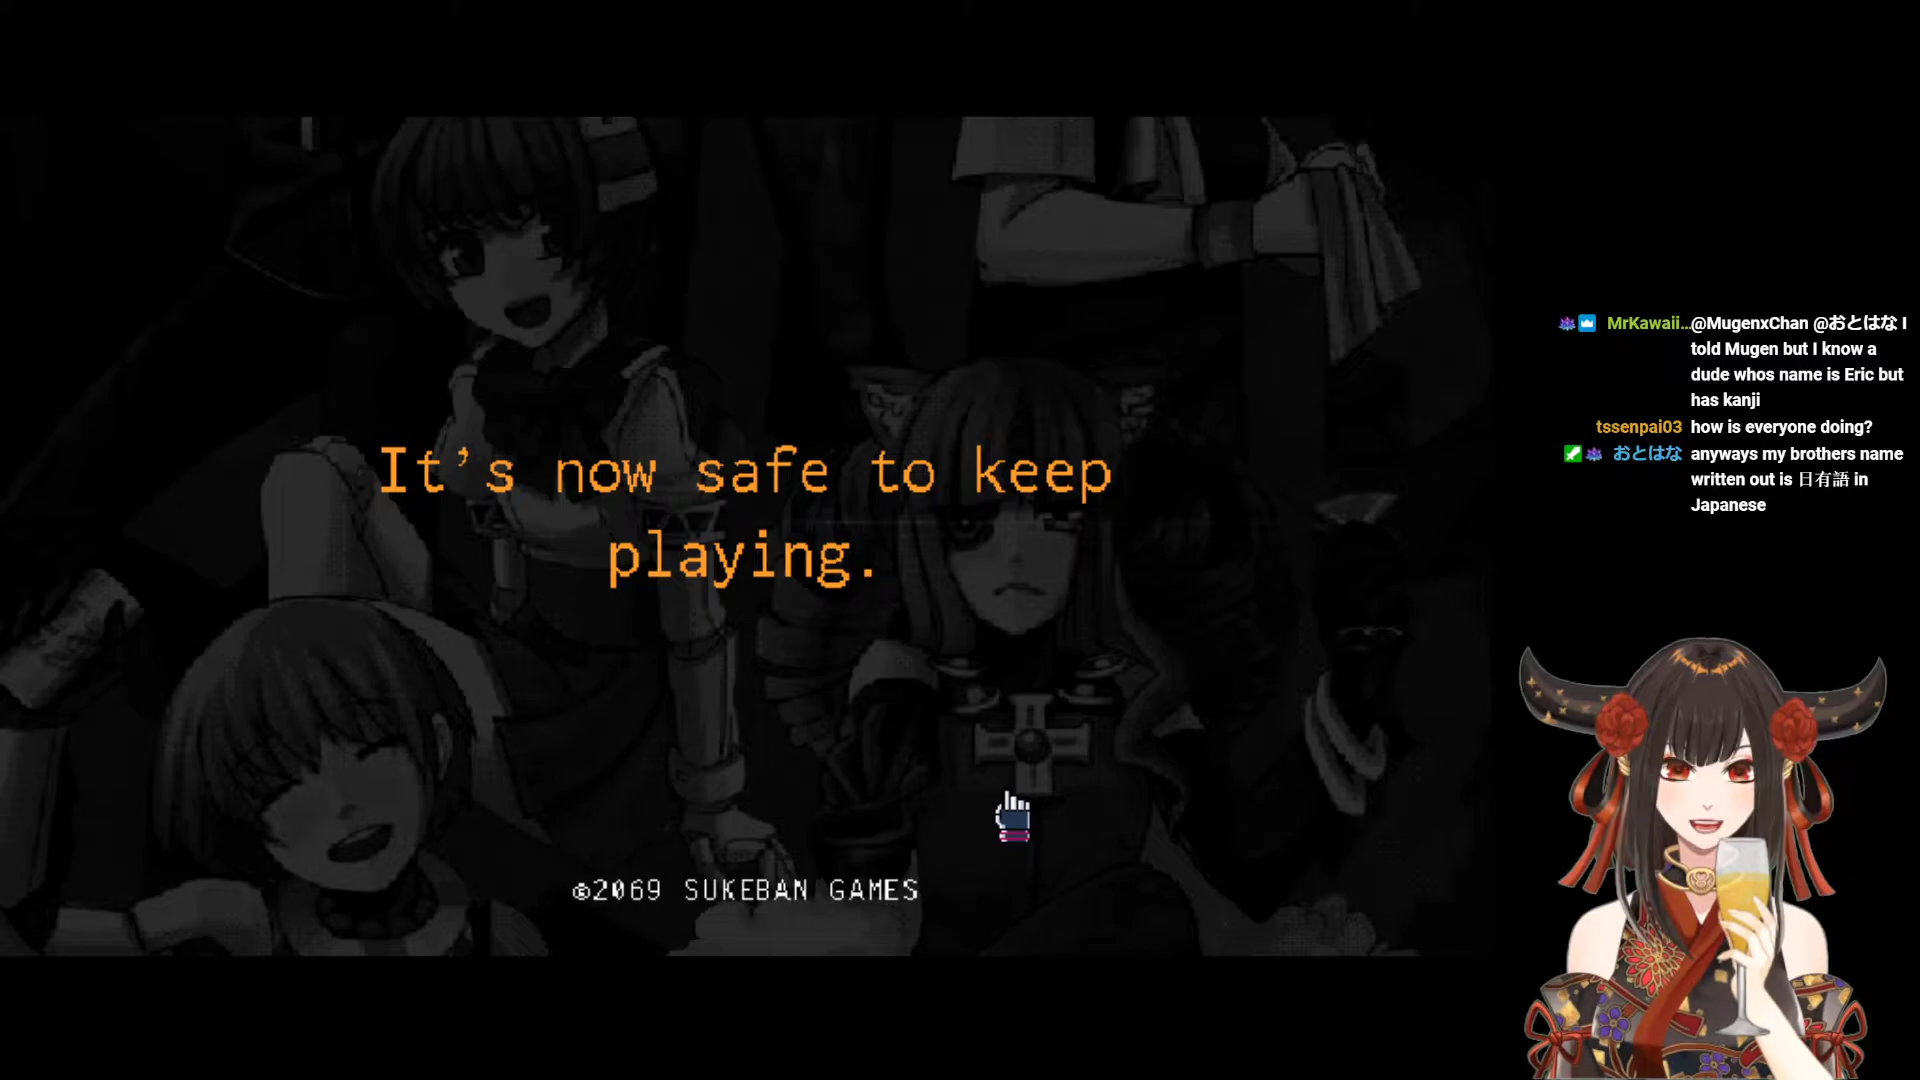 It's now safe to keep
playing.
©2069 SUKEBAN GAMES
MrKawaii... @MugenxChan @おとはな I
told Mugen but I know a
dude whos name is Eric but
has kanji
tssenpai03 how is everyone doing?
おとはな anyways my brothers name
written out is 日有語 in
Japanese